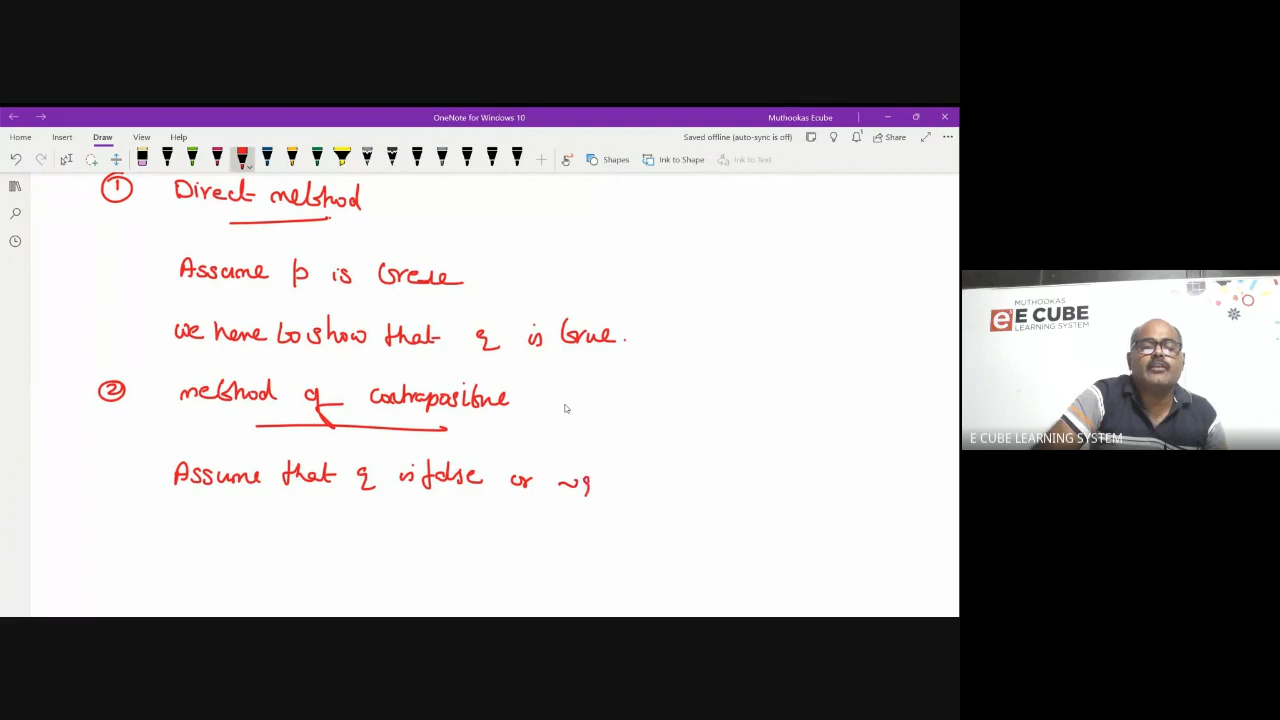 OneNote for Windows 10
Muthookas Ecube
Home Insert Draw View Help
Saved offline (auto-sync is off)
Share
Shapes
Ink to Shape
Ink to Text
① Direct method
Assume p is true
we have to show that q is true.
② method of contrapositive
Assume that q is false or ~q
MUTHOOKAS
e E CUBE
LEARNING SYSTEM
E CUBE LEARNING SYSTEM